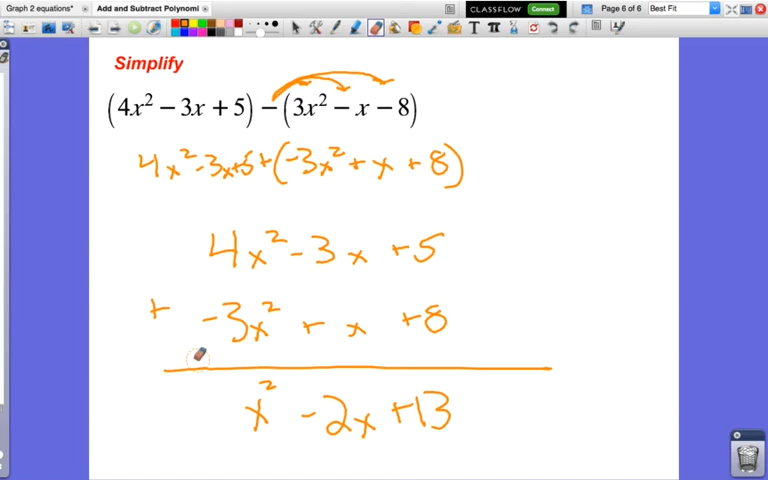 Graph 2 equations*
Add and Subtract Polynomi
CLASSFLOW Connect
Page 6 of 6
Best Fit
Simplify
(4x² − 3x + 5) − (3x² − x − 8)
4x² - 3x + 5 + (-3x² + x + 8)
4x² - 3x + 5
+ -3x² + x + 8
x² - 2x + 13